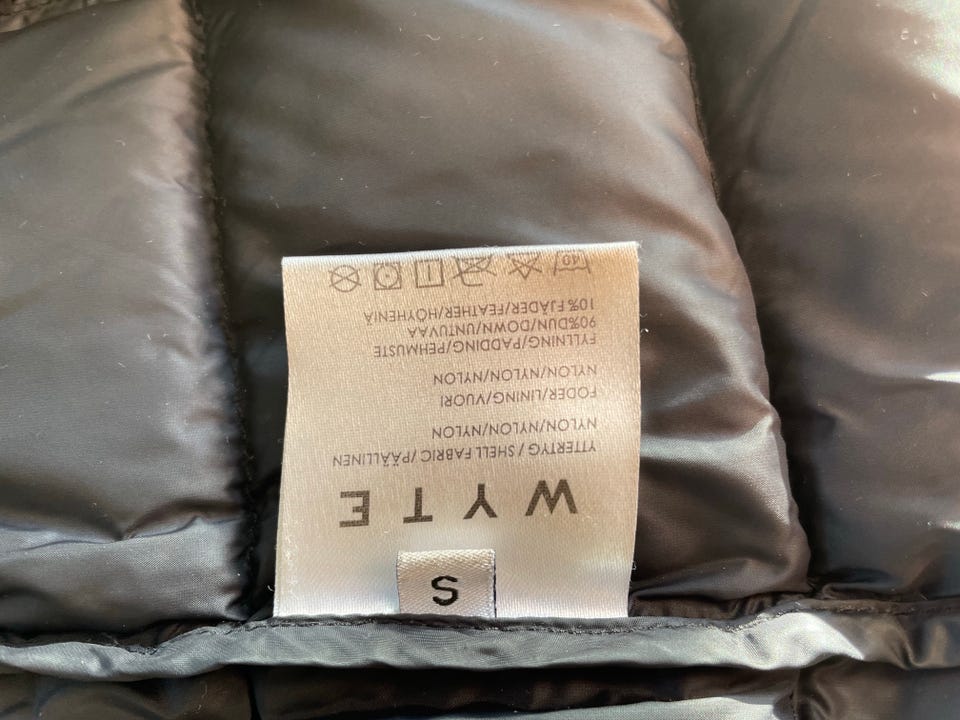 S
WYTE
YTTERTYG / SHELL FABRIC /PÄÄLLINEN
NYLON/NYLON/NYLON
FODER/LINING/VUORI
NYLON/NYLON/NYLON
FYLLNING/PADDING/PEHMUSTE
90%DUN/DOWN/UNTUVAA
10% FJÄDER/FEATHER/HÖYHENIÄ
40